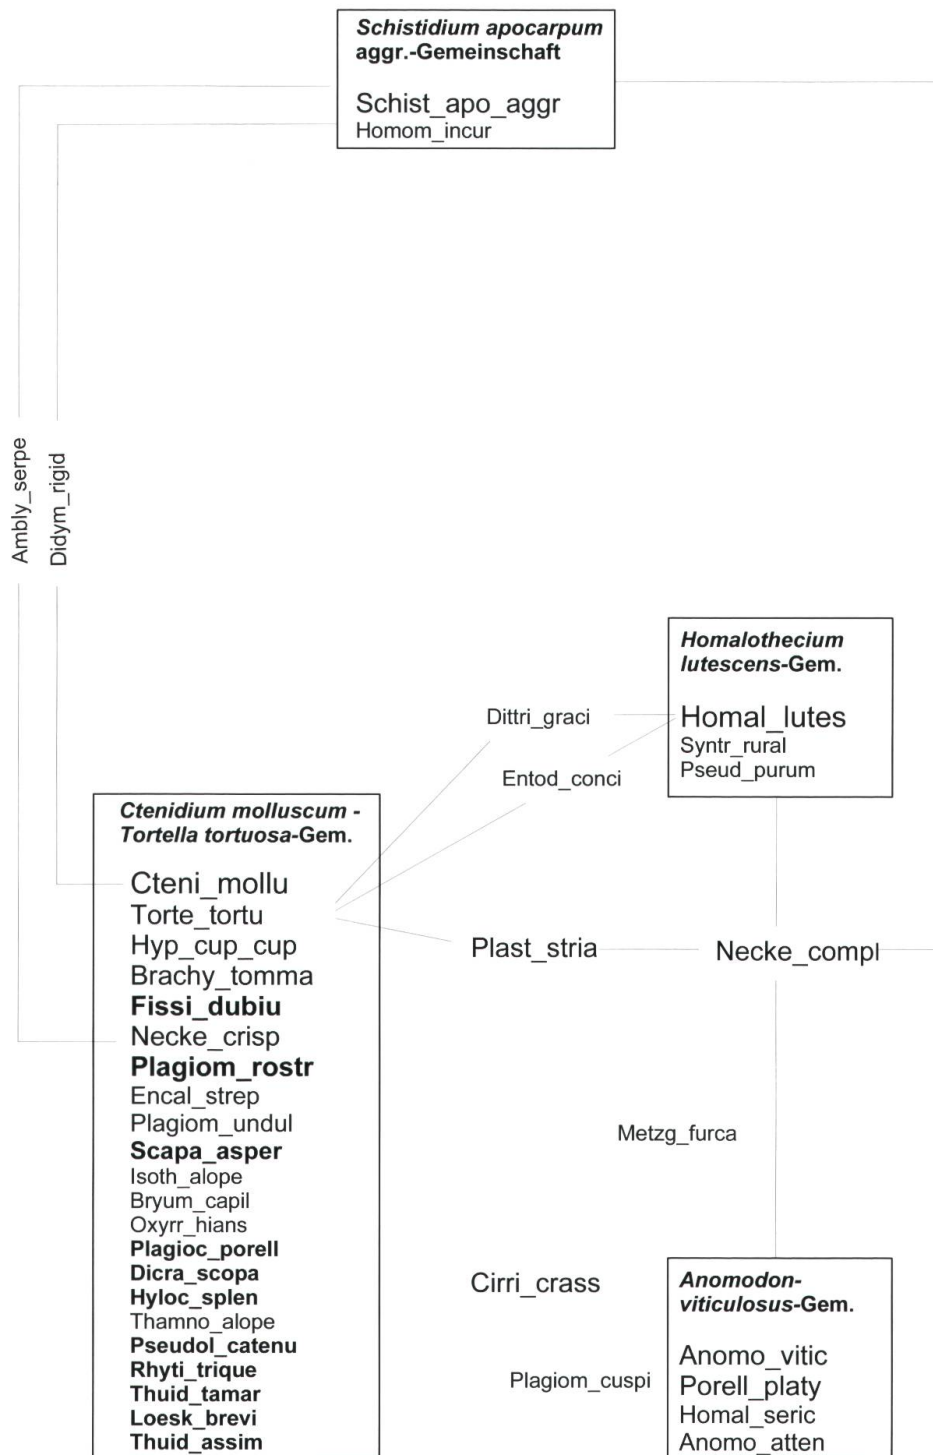 Schistidium apocarpum
aggr.-Gemeinschaft
Schist_apo_aggr
Homom_incur
Ambly_serpe
Didym_rigid
Homalothecium
lutescens-Gem.
Homal_lutes
Syntr_rural
Pseud_purum
Dittri_graci
Entod_conci
Ctenidium molluscum -
Tortella tortuosa-Gem.
Cteni_mollu
Torte_tortu
Hyp_cup_cup
Brachy_tomma
Fissi_dubiu
Necke_crisp
Plagiom_rostr
Encal_strep
Plagiom_undul
Scapa_asper
Isoth_alope
Bryum_capil
Oxyrr_hians
Plagioc_porell
Dicra_scopa
Hyloc_splen
Thamno_alope
Pseudol_catenu
Rhyti_trique
Thuid_tamar
Loesk_brevi
Thuid_assim
Plast_stria
Necke_compl
Metzg_furca
Cirri_crass
Plagiom_cuspi
Anomodon-
viticulosus-Gem.
Anomo_vitic
Porell_platy
Homal_seric
Anomo_atten